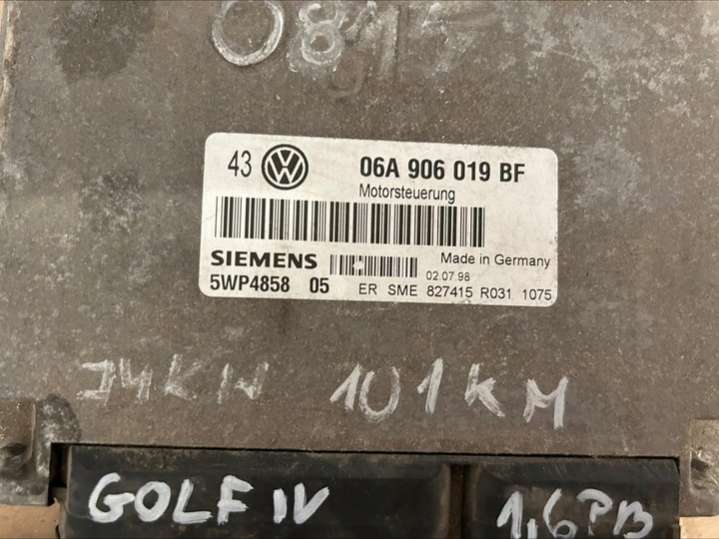 0815
43 VW 06A 906 019 BF
Motorsteuerung
SIEMENS Made in Germany
02.07.98
5WP4858 05 ER SME 827415 R031 1075
74KW 101KM
GOLF IV 1,6PB